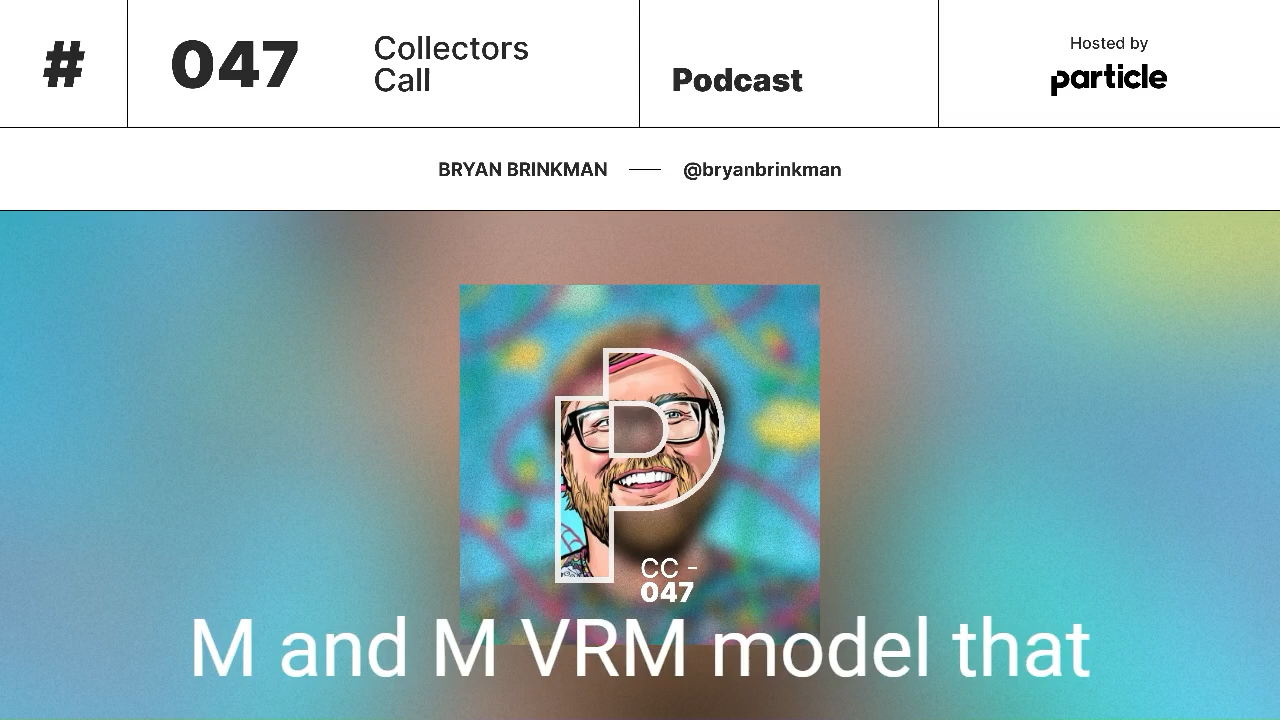 #
047
Collectors
Call
Podcast
Hosted by
particle
BRYAN BRINKMAN — @bryanbrinkman
CC -
047
M and M VRM model that